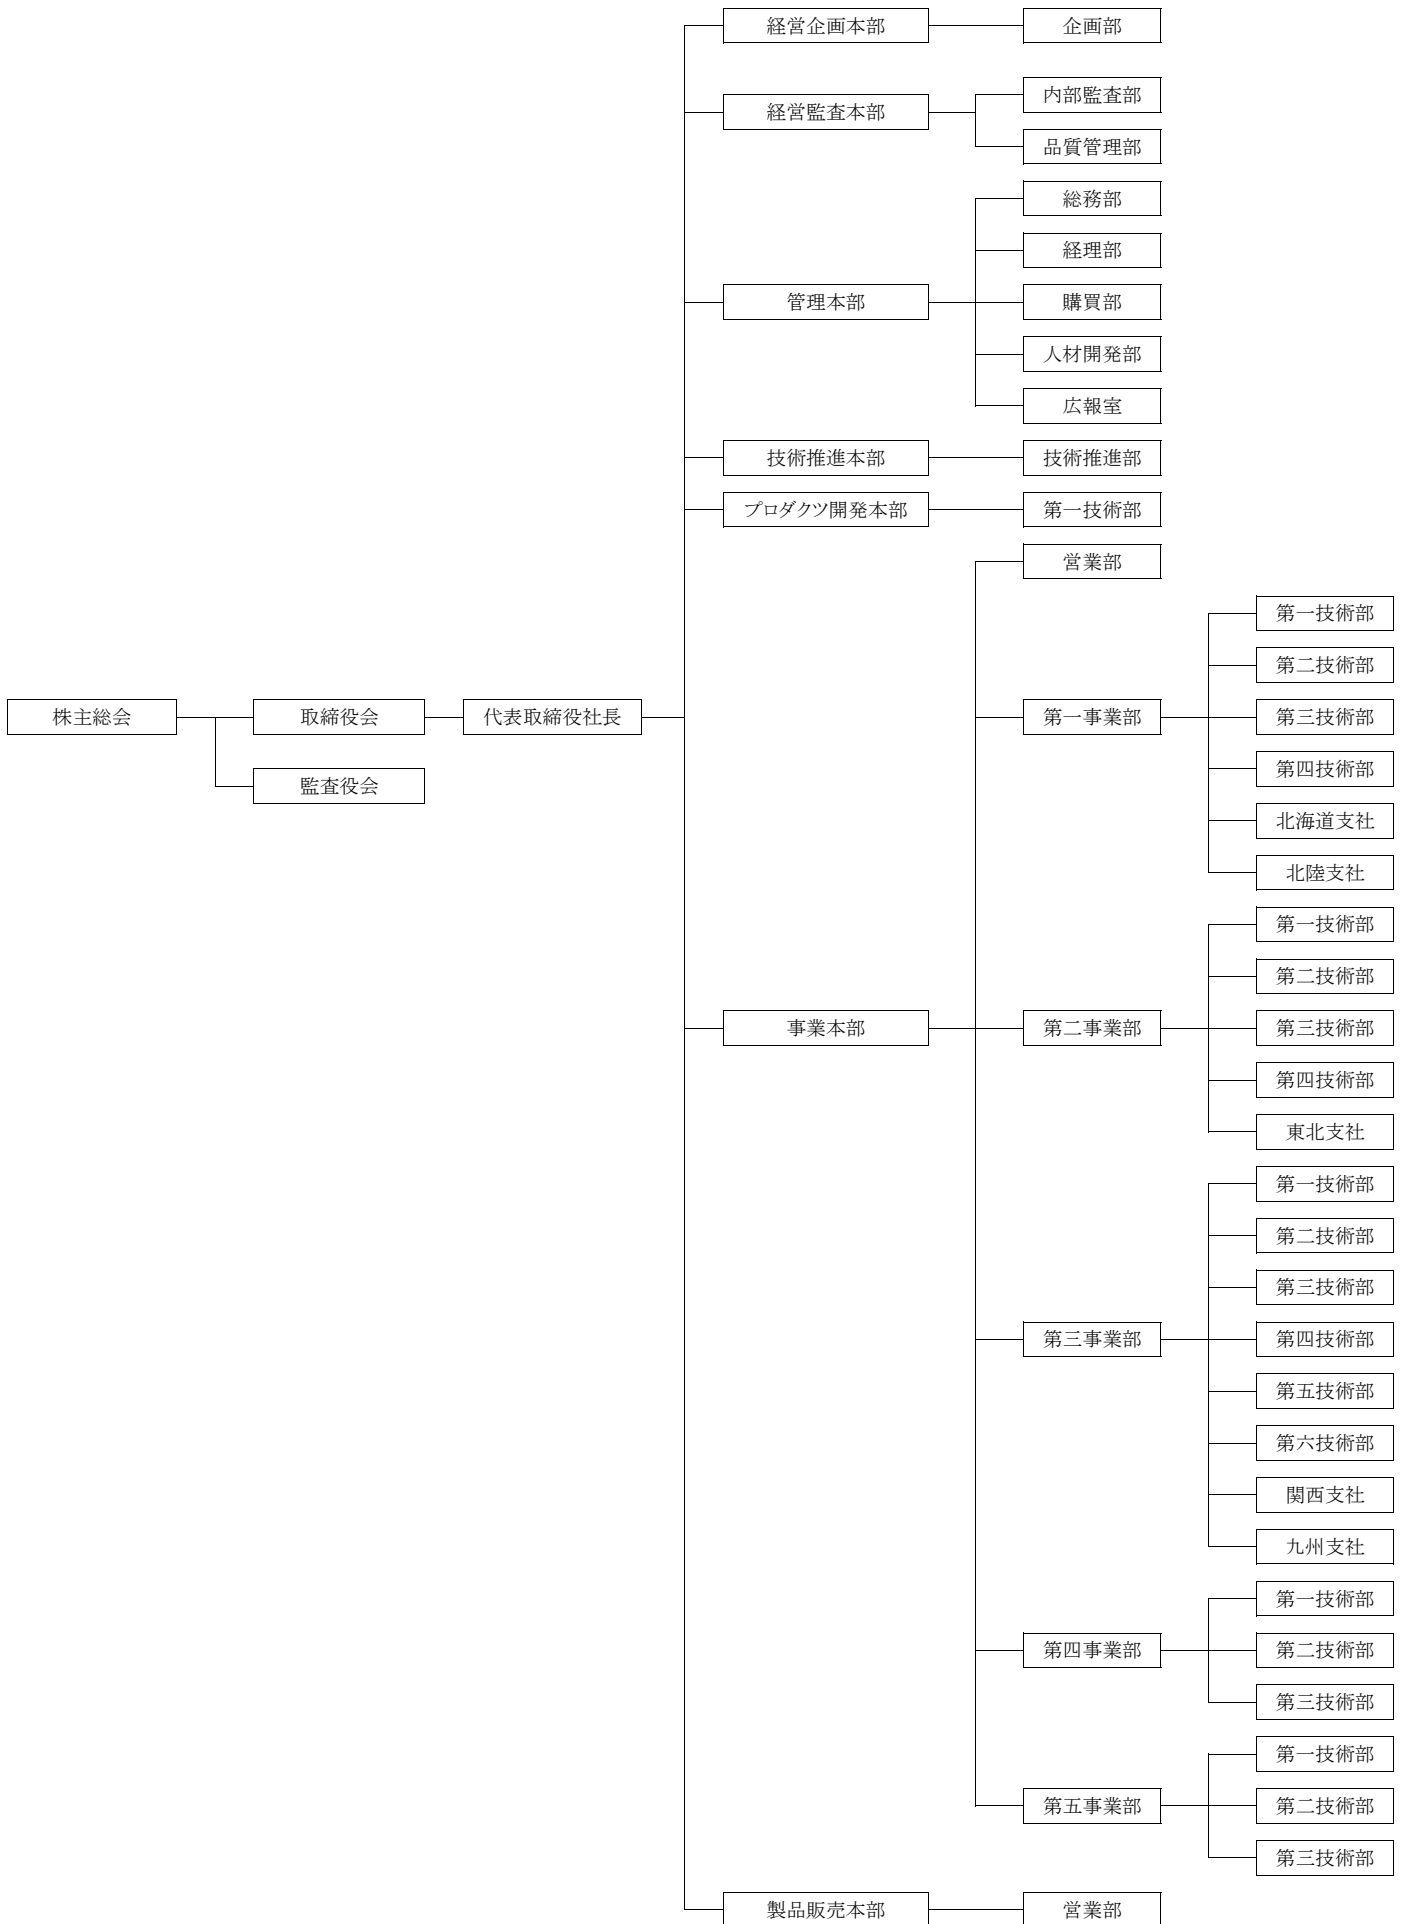 経営企画本部
企画部
経営監査本部
内部監査部
品質管理部
総務部
経理部
管理本部
購買部
人材開発部
広報室
技術推進本部
技術推進部
プロダクツ開発本部
第一技術部
営業部
第一技術部
第二技術部
株主総会
取締役会
代表取締役社長
第一事業部
第三技術部
監査役会
第四技術部
北海道支社
北陸支社
第一技術部
第二技術部
事業本部
第二事業部
第三技術部
第四技術部
東北支社
第一技術部
第二技術部
第三技術部
第三事業部
第四技術部
第五技術部
第六技術部
関西支社
九州支社
第一技術部
第四事業部
第二技術部
第三技術部
第一技術部
第五事業部
第二技術部
第三技術部
製品販売本部
営業部